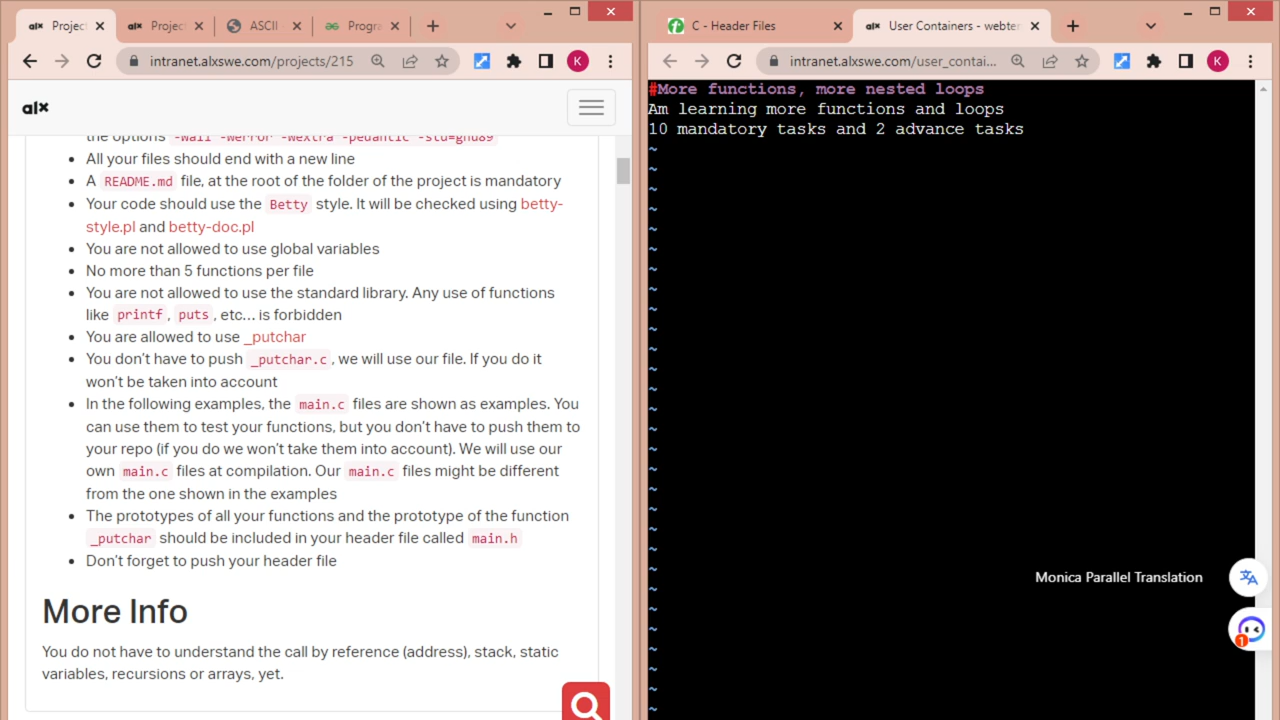 Projec
Projec
ASCII
Progra
intranet.alxswe.com/projects/215
K
alx
the options -Wall -Werror -Wextra -pedantic -std=gnu89
All your files should end with a new line
A README.md file, at the root of the folder of the project is mandatory
Your code should use the Betty style. It will be checked using betty-
style.pl and betty-doc.pl
You are not allowed to use global variables
No more than 5 functions per file
You are not allowed to use the standard library. Any use of functions
like printf, puts, etc… is forbidden
You are allowed to use _putchar
You don’t have to push _putchar.c, we will use our file. If you do it
won’t be taken into account
In the following examples, the main.c files are shown as examples. You
can use them to test your functions, but you don’t have to push them to
your repo (if you do we won’t take them into account). We will use our
own main.c files at compilation. Our main.c files might be different
from the one shown in the examples
The prototypes of all your functions and the prototype of the function
_putchar should be included in your header file called main.h
Don’t forget to push your header file
More Info
You do not have to understand the call by reference (address), stack, static
variables, recursions or arrays, yet.
C - Header Files
User Containers - webter
intranet.alxswe.com/user_contai...
K
#More functions, more nested loops
Am learning more functions and loops
10 mandatory tasks and 2 advance tasks
Monica Parallel Translation
1